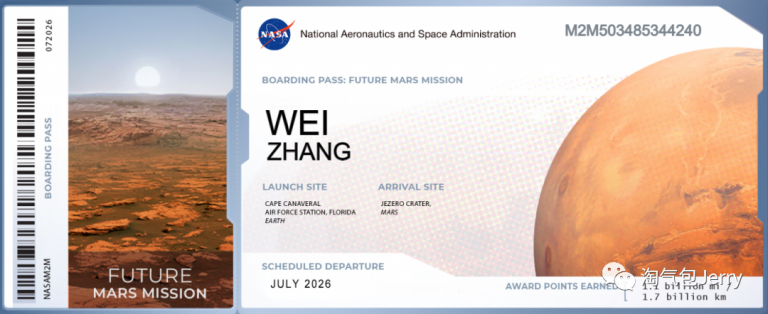 072026
BOARDING PASS
NASAM2M
FUTURE
MARS MISSION
NASA
National Aeronautics and Space Administration
M2M503485344240
BOARDING PASS: FUTURE MARS MISSION
WEI
ZHANG
LAUNCH SITE
CAPE CANAVERAL
AIR FORCE STATION, FLORIDA
EARTH
ARRIVAL SITE
JEZERO CRATER,
MARS
SCHEDULED DEPARTURE
JULY 2026
AWARD POINTS EARNED
1.1 billion mi /
1.7 billion km
淘气包Jerry